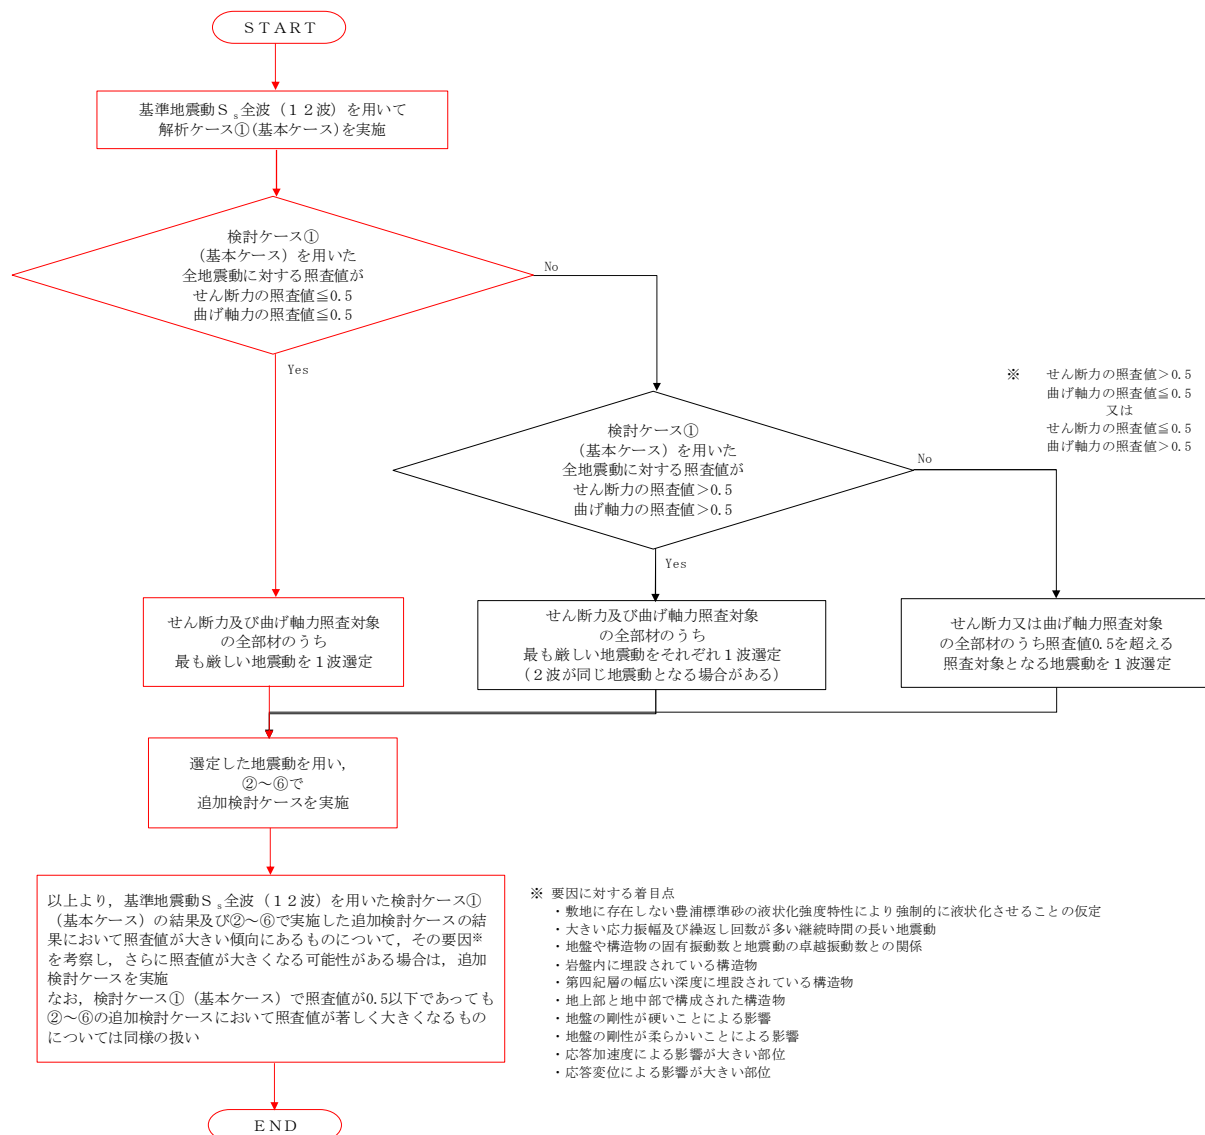 ＳＴＡＲＴ
基準地震動Ｓｓ全波（１２波）を用いて
解析ケース①(基本ケース)を実施
検討ケース①
（基本ケース）を用いた
全地震動に対する照査値が
せん断力の照査値≦0.5
曲げ軸力の照査値≦0.5
No
Yes
※　せん断力の照査値＞0.5
曲げ軸力の照査値≦0.5
又は
せん断力の照査値≦0.5
曲げ軸力の照査値＞0.5
検討ケース①
（基本ケース）を用いた
全地震動に対する照査値が
せん断力の照査値＞0.5
曲げ軸力の照査値＞0.5
No
Yes
せん断力及び曲げ軸力照査対象
の全部材のうち
最も厳しい地震動を１波選定
せん断力及び曲げ軸力照査対象
の全部材のうち
最も厳しい地震動をそれぞれ１波選定
（２波が同じ地震動となる場合がある）
せん断力又は曲げ軸力照査対象
の全部材のうち照査値0.5を超える
照査対象となる地震動を１波選定
選定した地震動を用い，
②～⑥で
追加検討ケースを実施
以上より，基準地震動Ｓｓ全波（１２波）を用いた検討ケース①
（基本ケース）の結果及び②～⑥で実施した追加検討ケースの結
果において照査値が大きい傾向にあるものについて，その要因※
を考察し，さらに照査値が大きくなる可能性がある場合は，追加
検討ケースを実施
なお，検討ケース①（基本ケース）で照査値が0.5以下であっても
②～⑥の追加検討ケースにおいて照査値が著しく大きくなるもの
については同様の扱い
※ 要因に対する着目点
・敷地に存在しない豊浦標準砂の液状化強度特性により強制的に液状化させることの仮定
・大きい応力振幅及び繰返し回数が多い継続時間の長い地震動
・地盤や構造物の固有振動数と地震動の卓越振動数との関係
・岩盤内に埋設されている構造物
・第四紀層の幅広い深度に埋設されている構造物
・地上部と地中部で構成された構造物
・地盤の剛性が硬いことによる影響
・地盤の剛性が柔らかいことによる影響
・応答加速度による影響が大きい部位
・応答変位による影響が大きい部位
ＥＮＤ